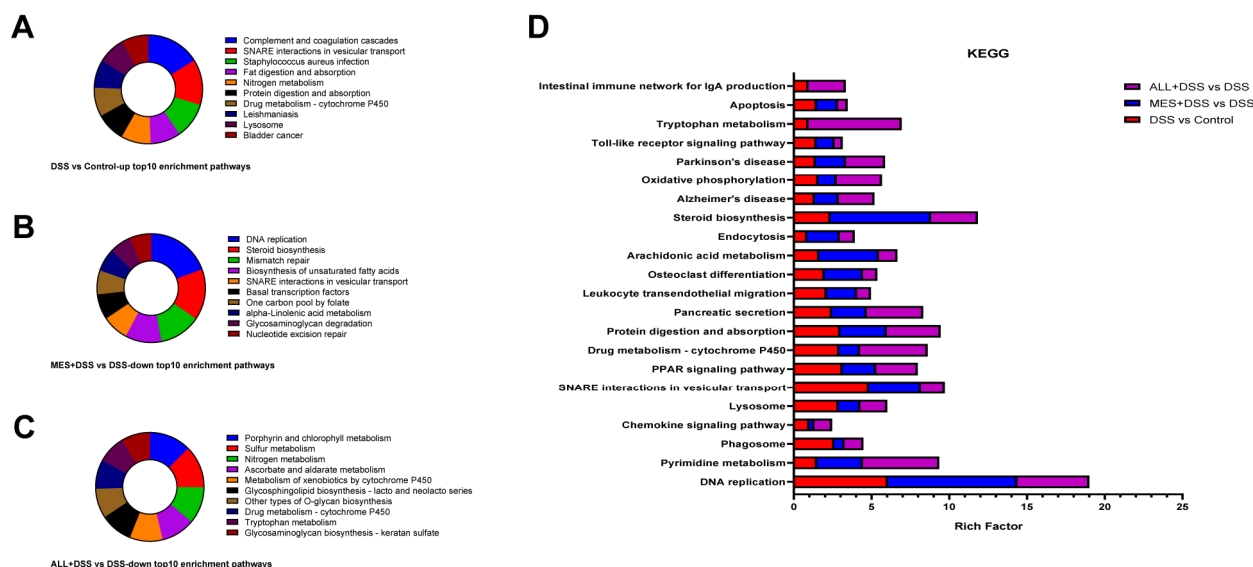 A
Complement and coagulation cascades
SNARE interactions in vesicular transport
Staphylococcus aureus infection
Fat digestion and absorption
Nitrogen metabolism
Protein digestion and absorption
Drug metabolism - cytochrome P450
Leishmaniasis
Lysosome
Bladder cancer
DSS vs Control-up top10 enrichment pathways
B
DNA replication
Steroid biosynthesis
Mismatch repair
Biosynthesis of unsaturated fatty acids
SNARE interactions in vesicular transport
Basal transcription factors
One carbon pool by folate
alpha-Linolenic acid metabolism
Glycosaminoglycan degradation
Nucleotide excision repair
MES+DSS vs DSS-down top10 enrichment pathways
C
Porphyrin and chlorophyll metabolism
Sulfur metabolism
Nitrogen metabolism
Ascorbate and aldarate metabolism
Metabolism of xenobiotics by cytochrome P450
Glycosphingolipid biosynthesis - lacto and neolacto series
Other types of O-glycan biosynthesis
Drug metabolism - cytochrome P450
Tryptophan metabolism
Glycosaminoglycan biosynthesis - keratan sulfate
ALL+DSS vs DSS-down top10 enrichment pathways
D
KEGG
ALL+DSS vs DSS
MES+DSS vs DSS
DSS vs Control
Intestinal immune network for IgA production
Apoptosis
Tryptophan metabolism
Toll-like receptor signaling pathway
Parkinson's disease
Oxidative phosphorylation
Alzheimer's disease
Steroid biosynthesis
Endocytosis
Arachidonic acid metabolism
Osteoclast differentiation
Leukocyte transendothelial migration
Pancreatic secretion
Protein digestion and absorption
Drug metabolism - cytochrome P450
PPAR signaling pathway
SNARE interactions in vesicular transport
Lysosome
Chemokine signaling pathway
Phagosome
Pyrimidine metabolism
DNA replication
0 5 10 15 20 25
Rich Factor